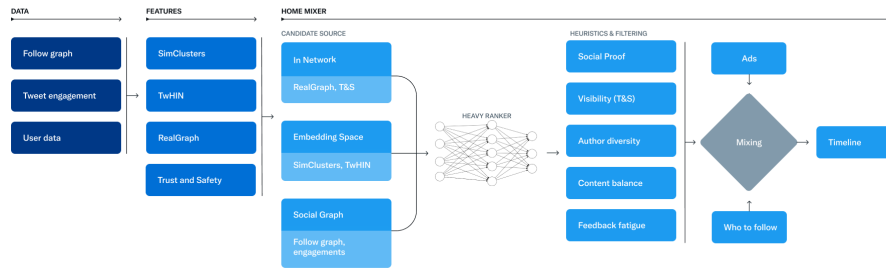 DATA
FEATURES
HOME MIXER
Follow graph
Tweet engagement
User data
SimClusters
TwHIN
RealGraph
Trust and Safety
CANDIDATE SOURCE
In Network
RealGraph, T&S
Embedding Space
SimClusters, TwHIN
Social Graph
Follow graph,
engagements
HEAVY RANKER
HEURISTICS & FILTERING
Social Proof
Visibility (T&S)
Author diversity
Content balance
Feedback fatigue
Ads
Mixing
Who to follow
Timeline